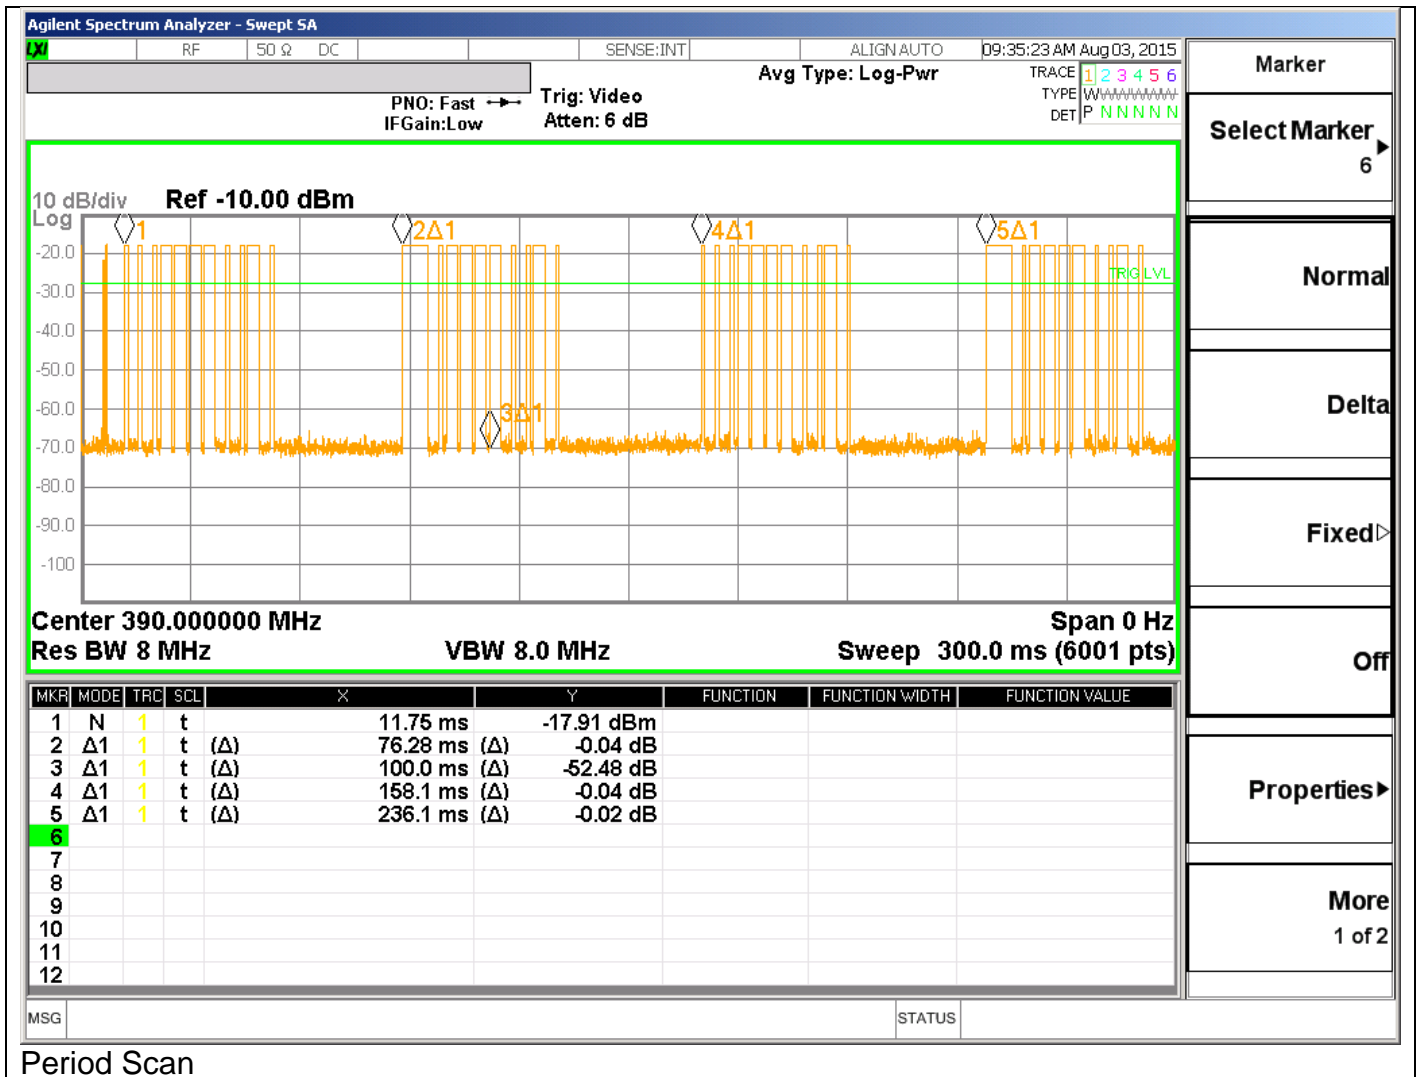 Agilent Spectrum Analyzer - Swept SA
LXI RF 50 Ω DC SENSE:INT ALIGN AUTO 09:35:23 AM Aug 03, 2015
Marker
Avg Type: Log-Pwr
TRACE 1 2 3 4 5 6
TYPE W
DET P N N N N N
PNO: Fast
IFGain:Low
Trig: Video
Atten: 6 dB
Select Marker
6
10 dB/div
Log
Ref -10.00 dBm
1
2Δ1
4Δ1
5Δ1
-20.0
TRIG LVL
-30.0
-40.0
-50.0
-60.0
3Δ1
-70.0
-80.0
-90.0
-100
Normal
Delta
Fixed
Off
Properties
More
1 of 2
Center 390.000000 MHz
Span 0 Hz
Res BW 8 MHz
VBW 8.0 MHz
Sweep 300.0 ms (6001 pts)
MKR MODE TRC SCL X Y FUNCTION FUNCTION WIDTH FUNCTION VALUE
1 N 1 t 11.75 ms -17.91 dBm
2 Δ1 1 t (Δ) 76.28 ms (Δ) -0.04 dB
3 Δ1 1 t (Δ) 100.0 ms (Δ) -52.48 dB
4 Δ1 1 t (Δ) 158.1 ms (Δ) -0.04 dB
5 Δ1 1 t (Δ) 236.1 ms (Δ) -0.02 dB
6
7
8
9
10
11
12
MSG
STATUS
Period Scan